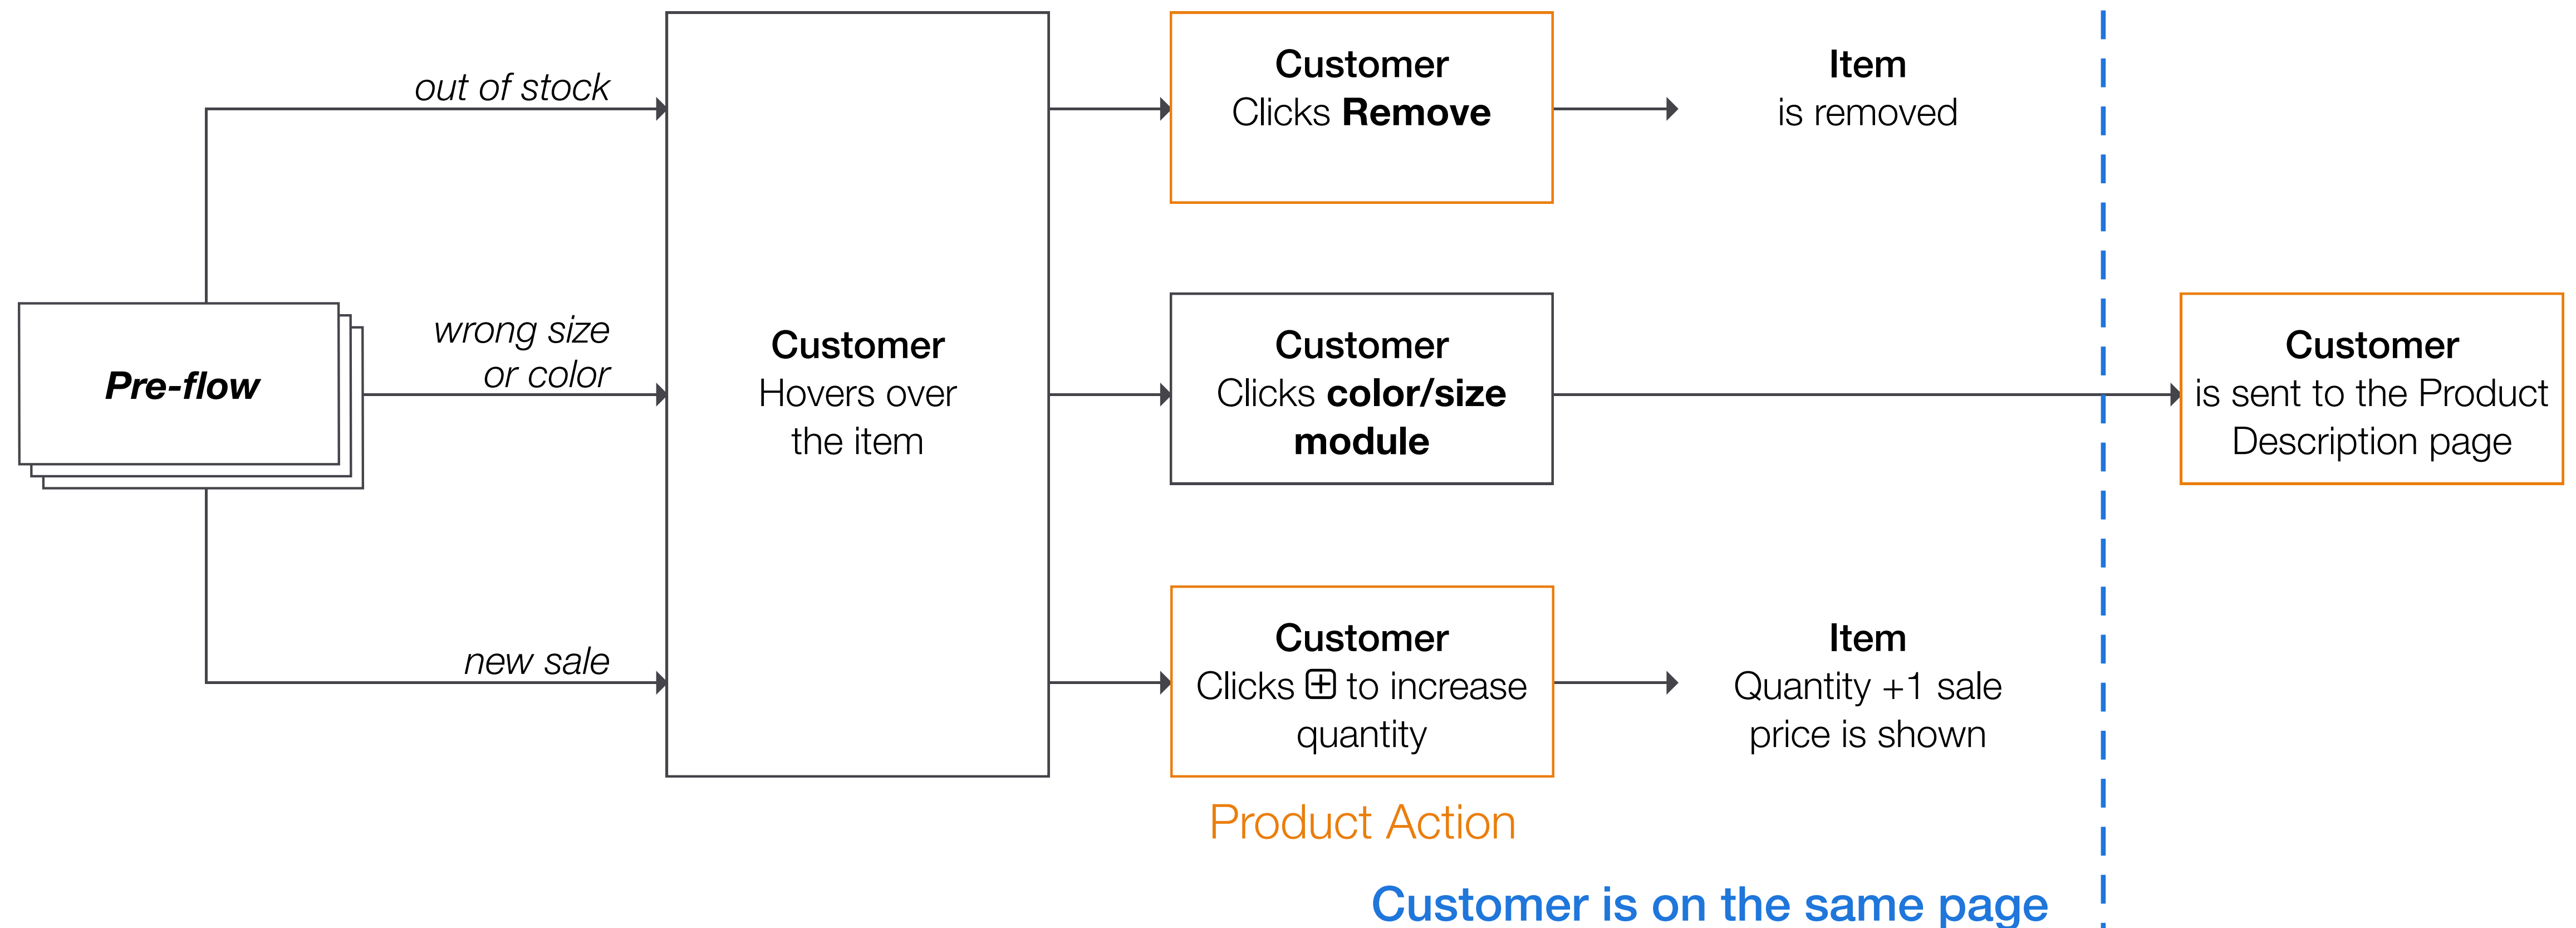 out of stock
Customer
Clicks Remove
Item
is removed
Pre-flow
wrong size
or color
Customer
Hovers over
the item
Customer
Clicks color/size
module
Customer
is sent to the Product
Description page
new sale
Customer
Clicks + to increase
quantity
Item
Quantity +1 sale
price is shown
Product Action
Customer is on the same page